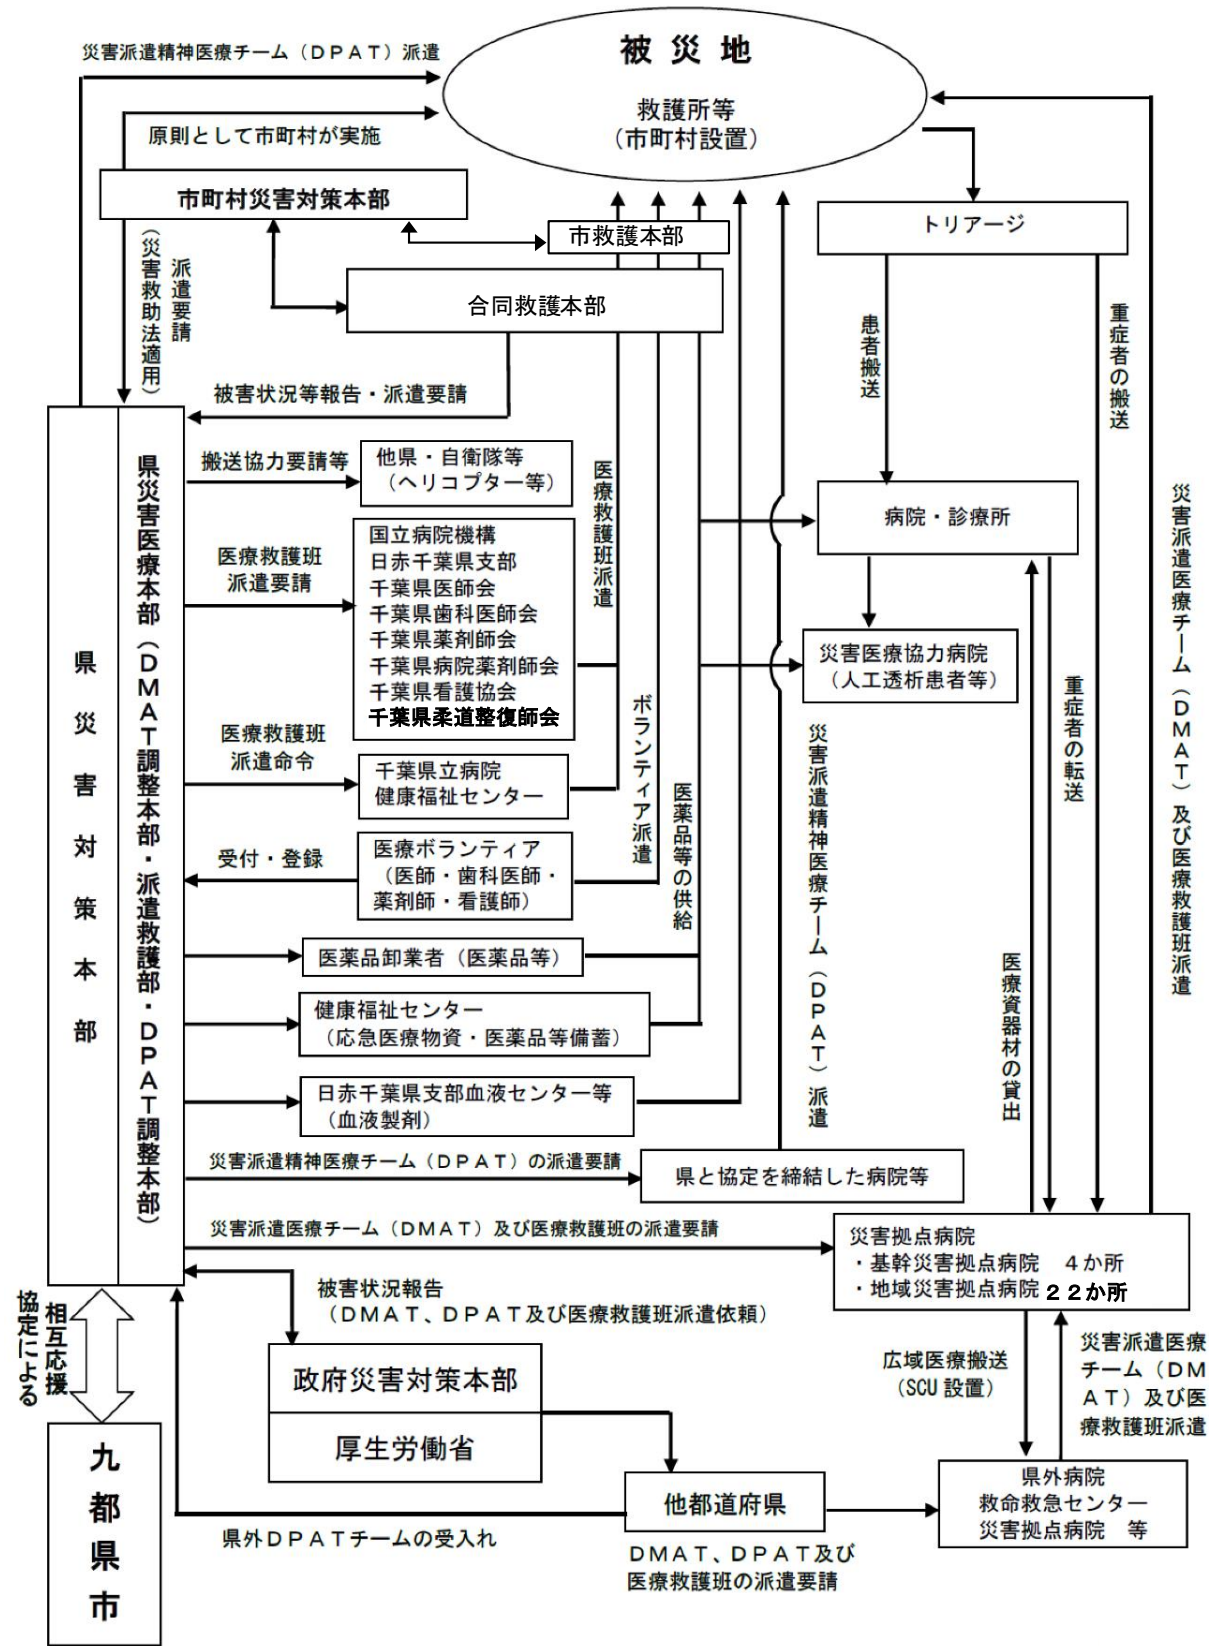 災害派遣精神医療チーム（ＤＰＡＴ）派遣
被 災 地
救護所等
（市町村設置）
原則として市町村が実施
市町村災害対策本部
市救護本部
トリアージ
派遣要請
（災害救助法適用）
合同救護本部
患者搬送
重症者の搬送
被害状況等報告・派遣要請
県災害対策本部
県災害医療本部（ＤＭＡＴ調整本部・派遣救護部・ＤＰＡＴ調整本部）
搬送協力要請等
他県・自衛隊等
（ヘリコプター等）
医療救護班派遣
病院・診療所
災害派遣医療チーム（ＤＭＡＴ）及び医療救護班派遣
医療救護班
派遣要請
国立病院機構
日赤千葉県支部
千葉県医師会
千葉県歯科医師会
千葉県薬剤師会
千葉県病院薬剤師会
千葉県看護協会
千葉県柔道整復師会
災害医療協力病院
（人工透析患者等）
重症者の転送
医療救護班
派遣命令
千葉県立病院
健康福祉センター
ボランティア派遣
医薬品等の供給
災害派遣精神医療チーム（ＤＰＡＴ）派遣
受付・登録
医療ボランティア
（医師・歯科医師・
薬剤師・看護師）
医薬品卸業者（医薬品等）
医療資器材の貸出
健康福祉センター
（応急医療物資・医薬品等備蓄）
日赤千葉県支部血液センター等
（血液製剤）
災害派遣精神医療チーム（ＤＰＡＴ）の派遣要請
県と協定を締結した病院等
災害派遣医療チーム（ＤＭＡＴ）及び医療救護班の派遣要請
災害拠点病院
・基幹災害拠点病院　４か所
・地域災害拠点病院 ２２か所
被害状況報告
（ＤＭＡＴ、ＤＰＡＴ及び医療救護班派遣依頼）
相互応援
協定による
政府災害対策本部
厚生労働省
広域医療搬送
（SCU 設置）
災害派遣医療
チーム（ＤＭ
ＡＴ）及び医
療救護班派遣
九都県市
他都道府県
県外病院
救命救急センター
災害拠点病院　等
県外ＤＰＡＴチームの受入れ
ＤＭＡＴ、ＤＰＡＴ及び
医療救護班の派遣要請